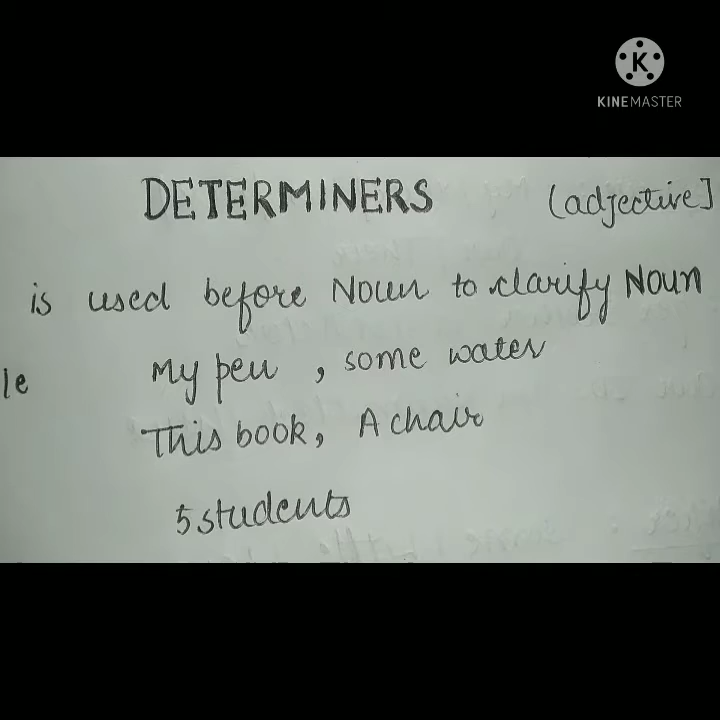 K
KINEMASTER
DETERMINERS (adjective]
is used before Noun to clarify Noun
le My pen , some water
This book, A chair
5 students